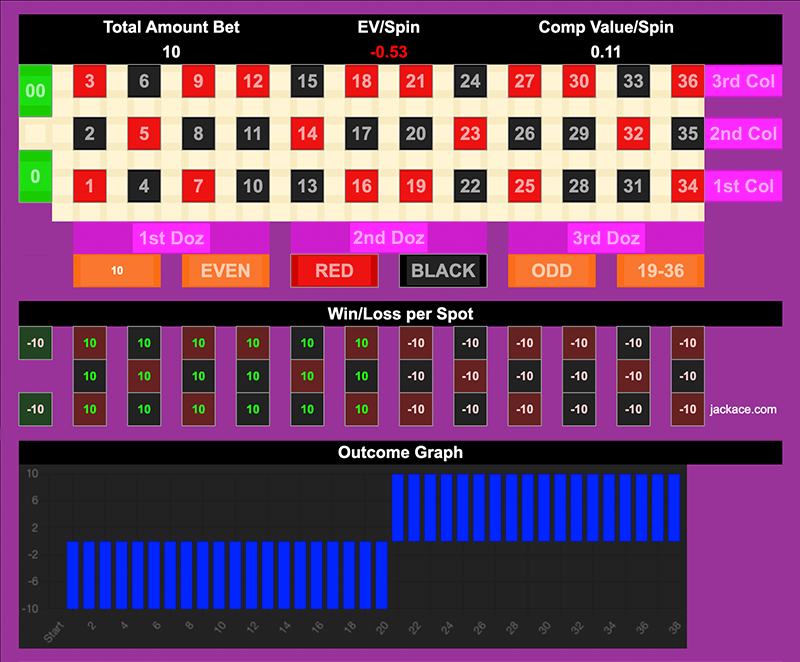 Total Amount Bet EV/Spin Comp Value/Spin
10 -0.53 0.11
00 3 6 9 12 15 18 21 24 27 30 33 36 3rd Col
2 5 8 11 14 17 20 23 26 29 32 35 2nd Col
0 1 4 7 10 13 16 19 22 25 28 31 34 1st Col
1st Doz 2nd Doz 3rd Doz
10 EVEN RED BLACK ODD 19-36
Win/Loss per Spot
-10 10 10 10 10 10 10 -10 -10 -10 -10 -10 -10
10 10 10 10 10 10 -10 -10 -10 -10 -10 -10
-10 10 10 10 10 10 10 -10 -10 -10 -10 -10 -10 jackace.com
Outcome Graph
10
6
2
-2
-6
-10
Start 2 4 6 8 10 12 14 16 18 20 22 24 26 28 30 32 34 36 38